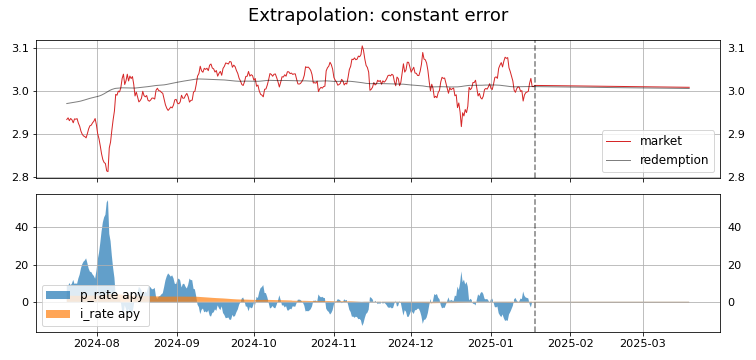 Extrapolation: constant error
3.1 3.1
3.0 3.0
2.9 2.9
2.8 2.8
market
redemption
40 40
20 20
0 0
p_rate apy
i_rate apy
2024-08 2024-09 2024-10 2024-11 2024-12 2025-01 2025-02 2025-03